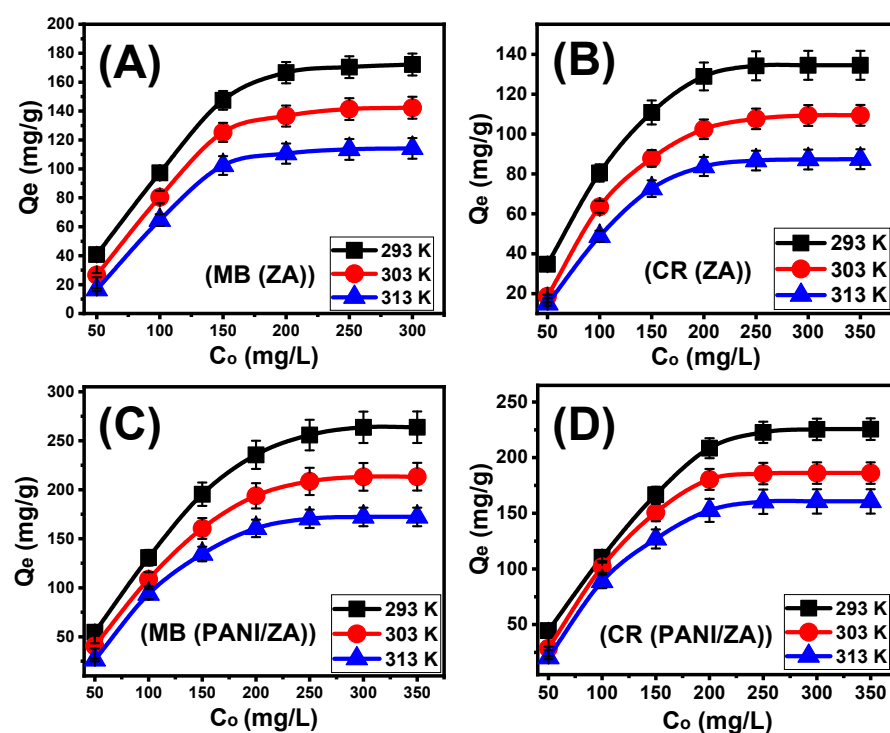 (A)
Qe (mg/g)
200
180
160
140
120
100
80
60
40
20
0
(MB (ZA))
293 K
303 K
313 K
50 100 150 200 250 300
Co (mg/L)
(B)
Qe (mg/g)
140
120
100
80
60
40
20
(CR (ZA))
293 K
303 K
313 K
50 100 150 200 250 300 350
Co (mg/L)
(C)
Qe (mg/g)
300
250
200
150
100
50
(MB (PANI/ZA))
293 K
303 K
313 K
50 100 150 200 250 300 350
Co (mg/L)
(D)
Qe (mg/g)
250
200
150
100
50
(CR (PANI/ZA))
293 K
303 K
313 K
50 100 150 200 250 300 350
Co (mg/L)